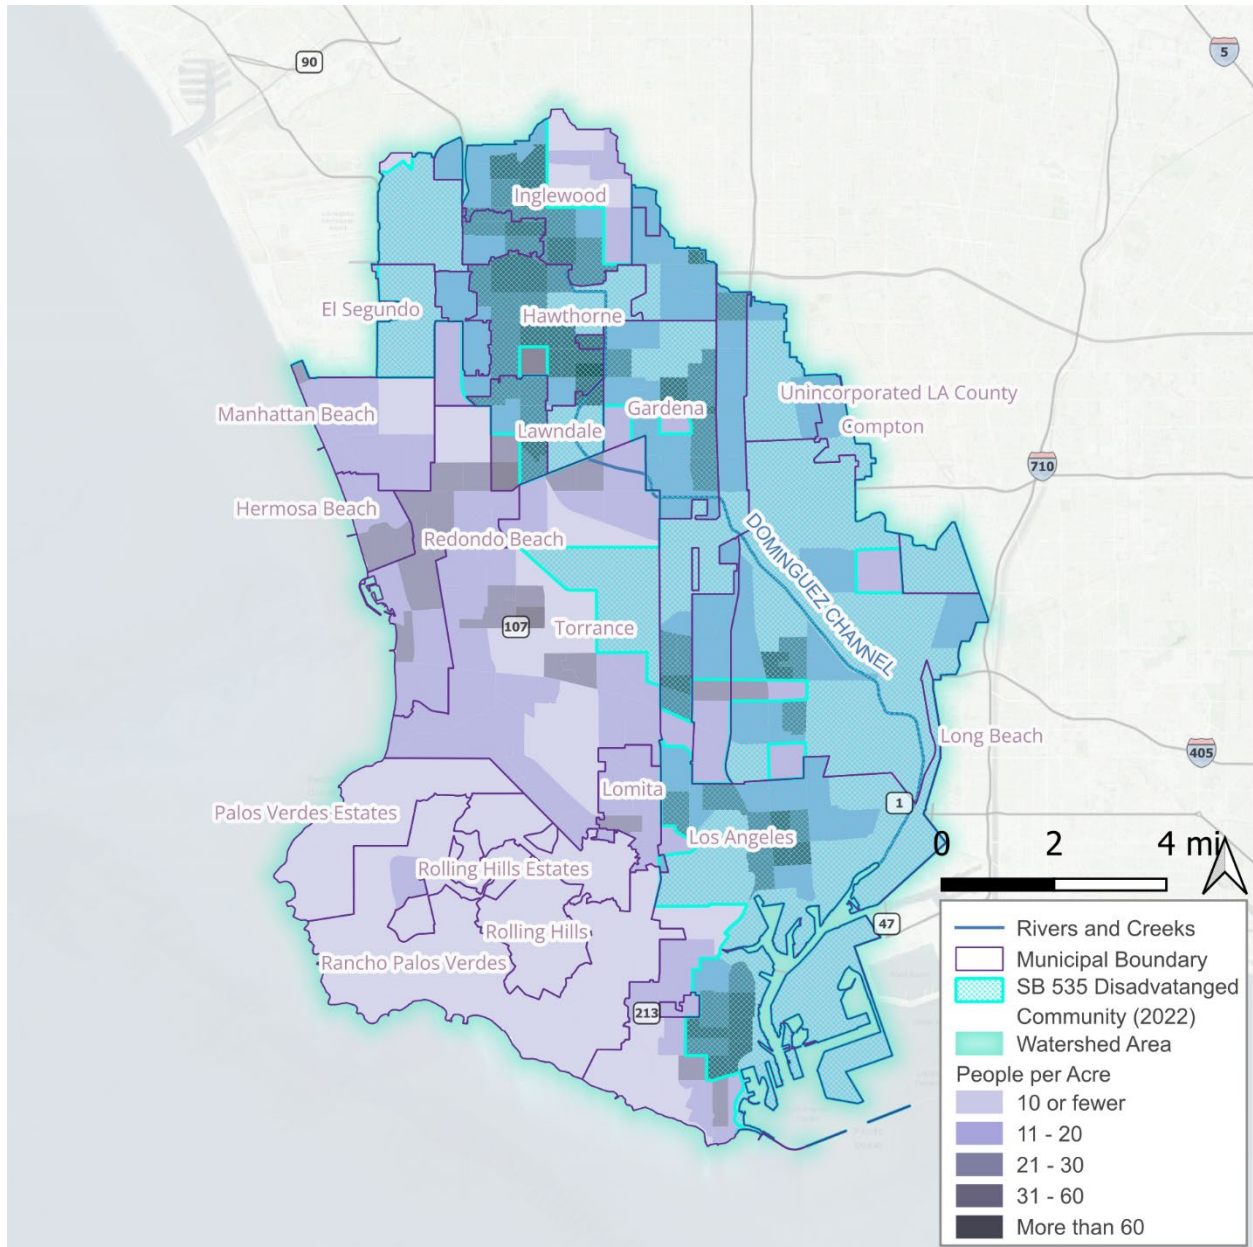 90
5
Inglewood
El Segundo
Hawthorne
Unincorporated LA County
Manhattan Beach
Gardena
Compton
Lawndale
710
Hermosa Beach
Redondo Beach
DOMINGUEZ CHANNEL
107
Torrance
Long Beach
405
Lomita
1
Palos Verdes Estates
Los Angeles
0 2 4 mi
Rolling Hills Estates
47
Rolling Hills
Rancho Palos Verdes
213
Rivers and Creeks
Municipal Boundary
SB 535 Disadvatanged
Community (2022)
Watershed Area
People per Acre
10 or fewer
11 - 20
21 - 30
31 - 60
More than 60